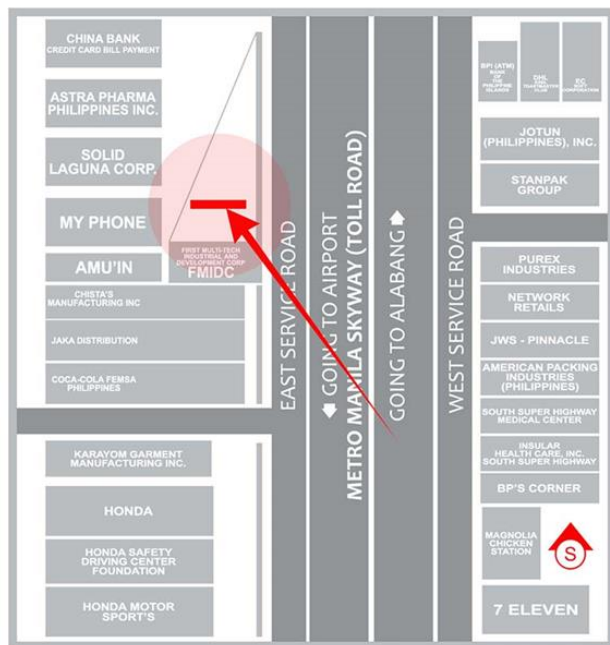 CHINA BANK
CREDIT CARD BILL PAYMENT
ASTRA PHARMA
PHILIPPINES INC.
SOLID
LAGUNA CORP.
MY PHONE
AMU'IN
FIRST MULTI-TECH
INDUSTRIAL AND
DEVELOPMENT CORP
FMIDC
CHISTA'S
MANUFACTURING INC
JAKA DISTRIBUTION
COCA-COLA FEMSA
PHILIPPINES
KARAYOM GARMENT
MANUFACTURING INC.
HONDA
HONDA SAFETY
DRIVING CENTER
FOUNDATION
HONDA MOTOR
SPORT'S
EAST SERVICE ROAD
GOING TO AIRPORT
METRO MANILA SKYWAY (TOLL ROAD)
GOING TO ALABANG
WEST SERVICE ROAD
BPI (ATM)
BANK
OF THE
PHILIPPINE
ISLANDS
DHL
TOASTMASTER
CLUB
EC
SOFT
CORPORATION
JOTUN
(PHILIPPINES), INC.
STANPAK
GROUP
PUREX
INDUSTRIES
NETWORK
RETAILS
JWS - PINNACLE
AMERICAN PACKING
INDUSTRIES
(PHILIPPINES)
SOUTH SUPER HIGHWAY
MEDICAL CENTER
INSULAR
HEALTH CARE, INC.
SOUTH SUPER HIGHWAY
BP'S CORNER
MAGNOLIA
CHICKEN
STATION
S
7 ELEVEN